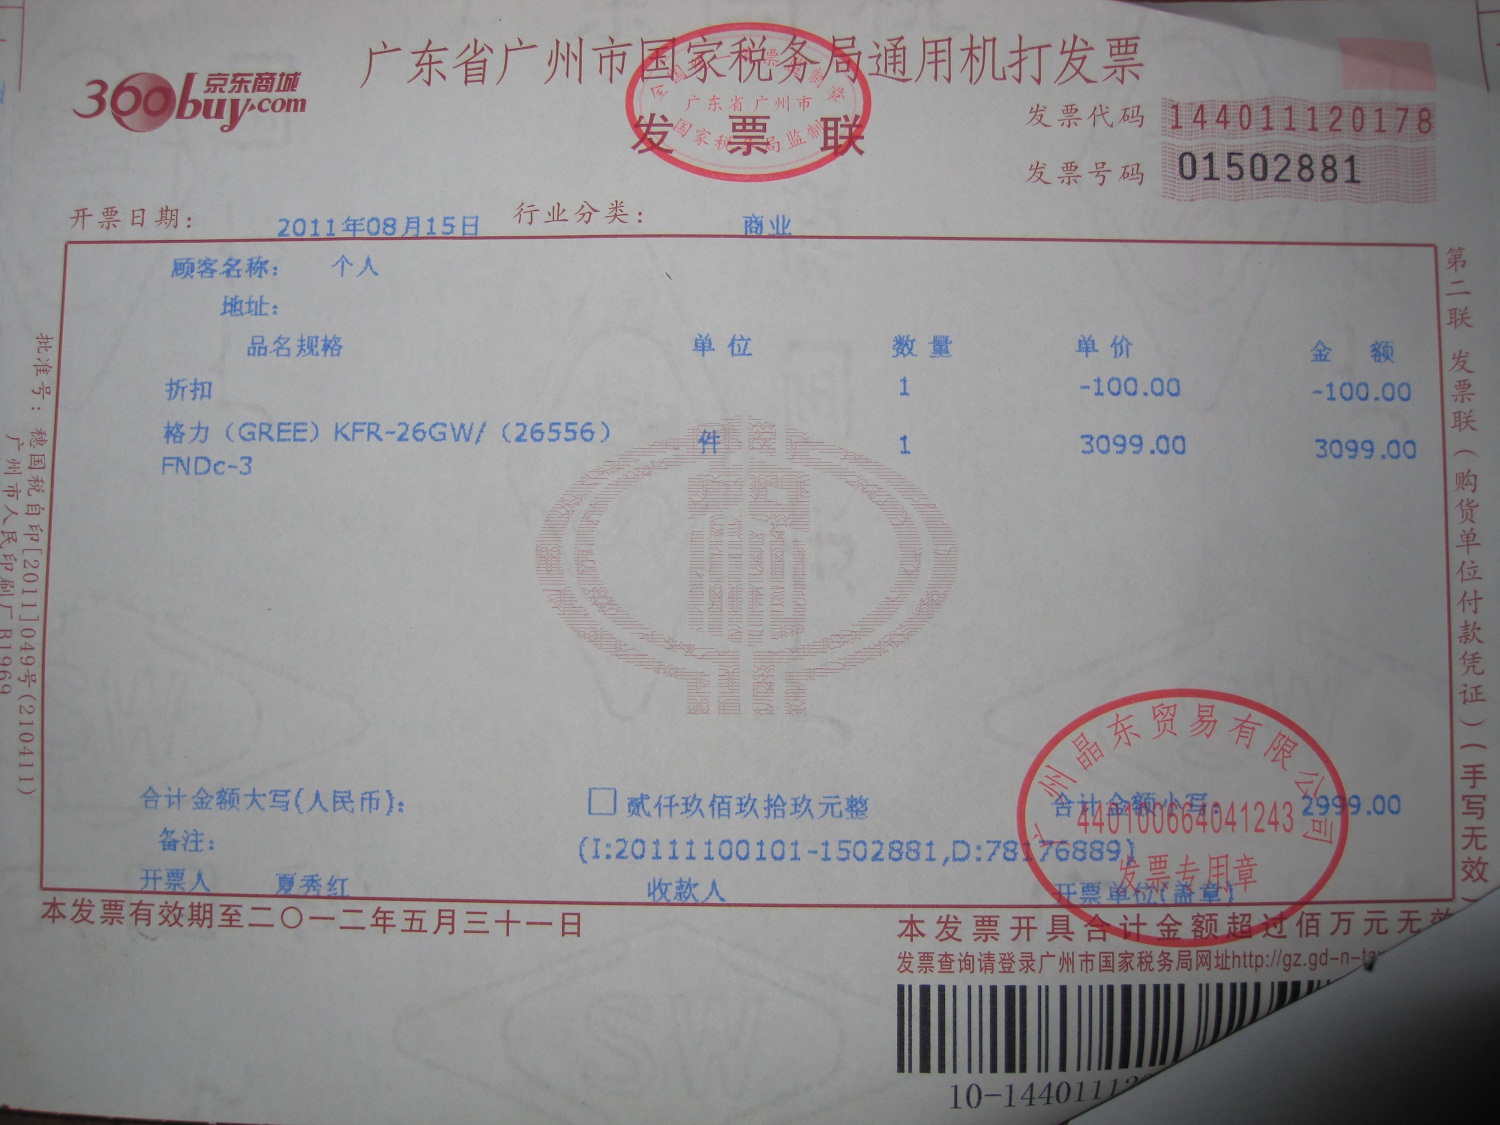 360buy.com 京东商城
广东省广州市国家税务局通用机打发票
广东省广州市
发票联
发票代码 144011120178
发票号码 01502881
开票日期: 2011年08月15日 行业分类: 商业
顾客名称: 个人
地址:
品名规格 单位 数量 单价 金额
折扣 1 -100.00 -100.00
格力（GREE）KFR-26GW/（26556） 件 1 3099.00 3099.00
FNDc-3
合计金额大写(人民币): 贰仟玖佰玖拾玖元整 合计金额小写: 2999.00
备注: (I:20111100101-1502881,D:78176889)
开票人 夏秀红 收款人 开票单位(盖章)
州晶东贸易有限公司
440100664041243
发票专用章
本发票有效期至二〇一二年五月三十一日
本发票开具合计金额超过佰万元无效
发票查询请登录广州市国家税务局网址http://gz.gd-n-ta
10-1440111
第二联 发票联(购货单位付款凭证)(手写无效)
批准号:穗国税自印[2011]049号(210411)
广州市人民印刷厂B1969